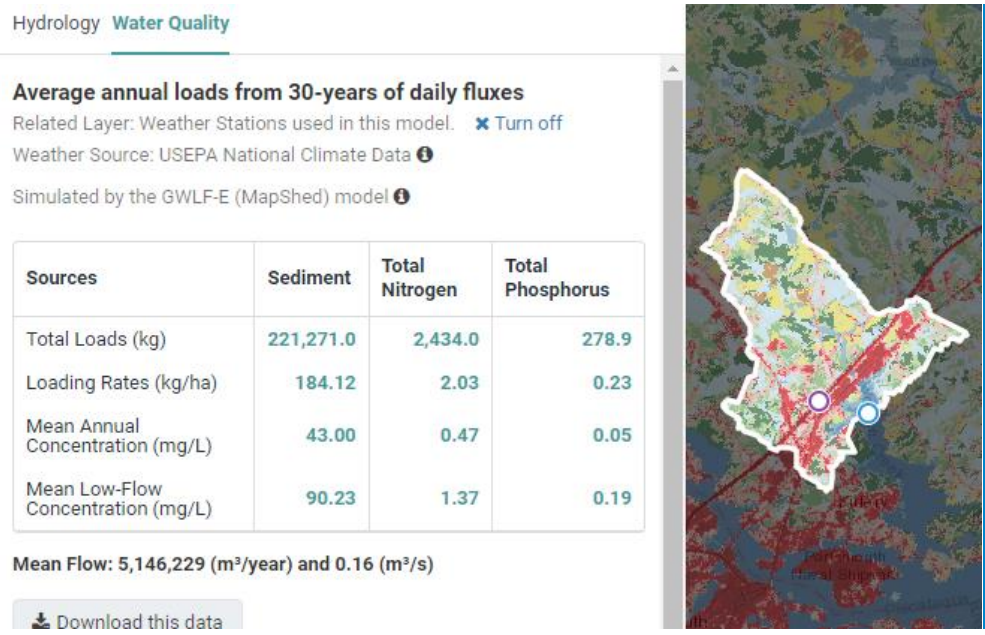 Hydrology Water Quality
Average annual loads from 30-years of daily fluxes
Related Layer: Weather Stations used in this model. ✖ Turn off
Weather Source: USEPA National Climate Data
Simulated by the GWLF-E (MapShed) model
Sources Sediment Total Nitrogen Total Phosphorus
Total Loads (kg) 221,271.0 2,434.0 278.9
Loading Rates (kg/ha) 184.12 2.03 0.23
Mean Annual
Concentration (mg/L) 43.00 0.47 0.05
Mean Low-Flow
Concentration (mg/L) 90.23 1.37 0.19
Mean Flow: 5,146,229 (m³/year) and 0.16 (m³/s)
Download this data
Kittery
Portsmouth
Naval Shipyard